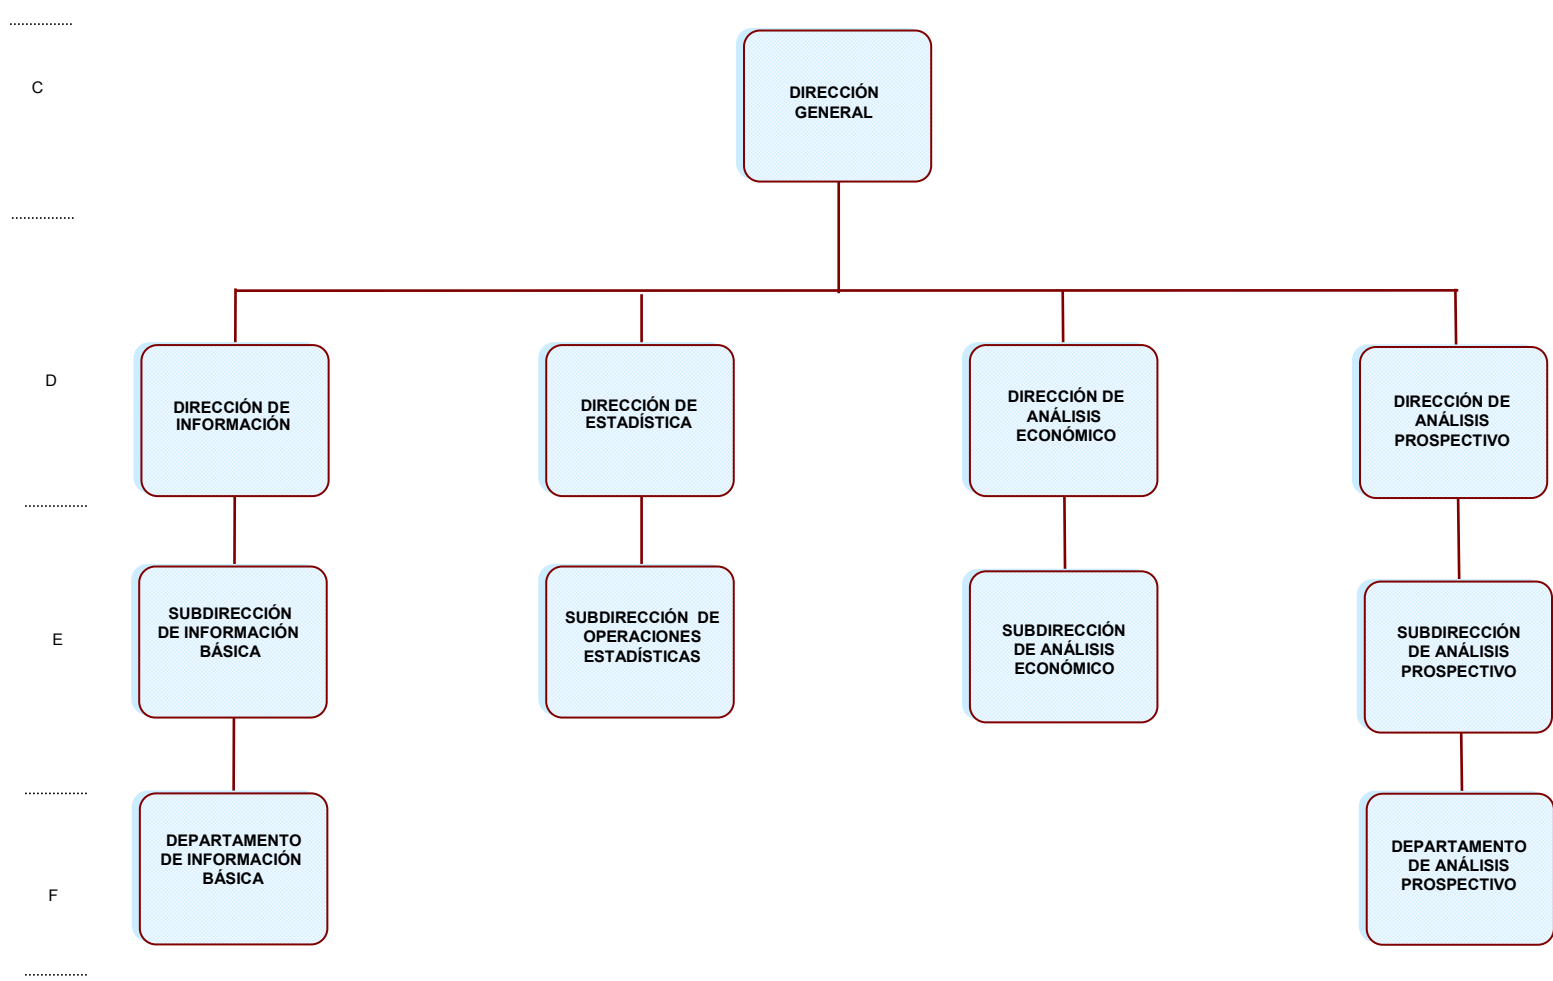 C
DIRECCIÓN
GENERAL
D
DIRECCIÓN DE
INFORMACIÓN
DIRECCIÓN DE
ESTADÍSTICA
DIRECCIÓN DE
ANÁLISIS
ECONÓMICO
DIRECCIÓN DE
ANÁLISIS
PROSPECTIVO
E
SUBDIRECCIÓN
DE INFORMACIÓN
BÁSICA
SUBDIRECCIÓN DE
OPERACIONES
ESTADÍSTICAS
SUBDIRECCIÓN
DE ANÁLISIS
ECONÓMICO
SUBDIRECCIÓN
DE ANÁLISIS
PROSPECTIVO
F
DEPARTAMENTO
DE INFORMACIÓN
BÁSICA
DEPARTAMENTO
DE ANÁLISIS
PROSPECTIVO